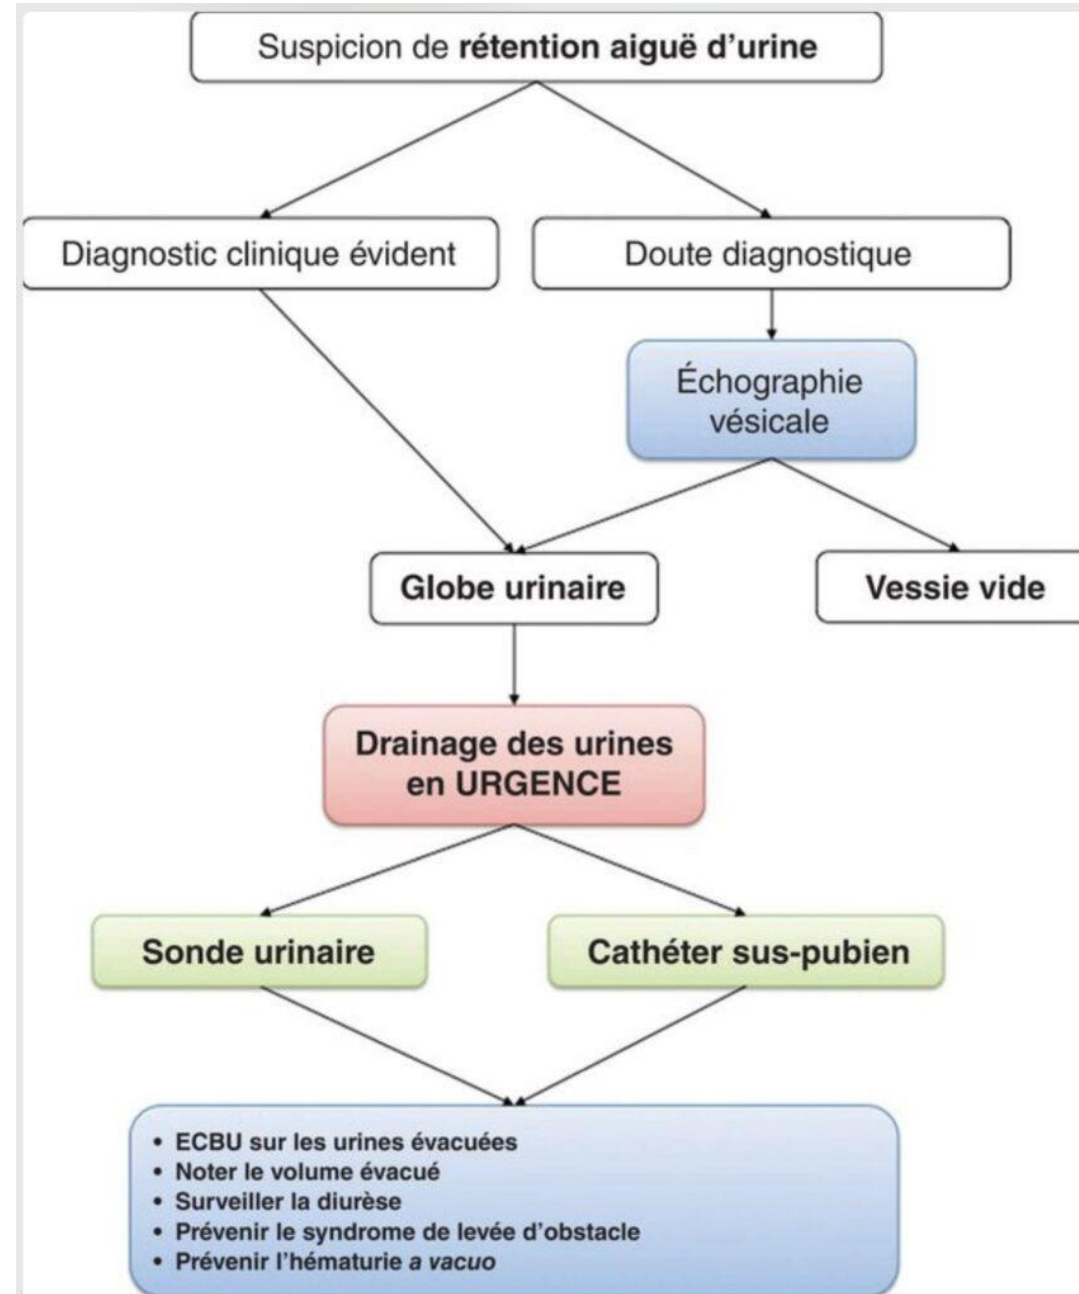 Suspicion de rétention aiguë d'urine
Diagnostic clinique évident
Doute diagnostique
Échographie
vésicale
Globe urinaire
Vessie vide
Drainage des urines
en URGENCE
Sonde urinaire
Cathéter sus-pubien
• ECBU sur les urines évacuées
• Noter le volume évacué
• Surveiller la diurèse
• Prévenir le syndrome de levée d'obstacle
• Prévenir l'hématurie a vacuo